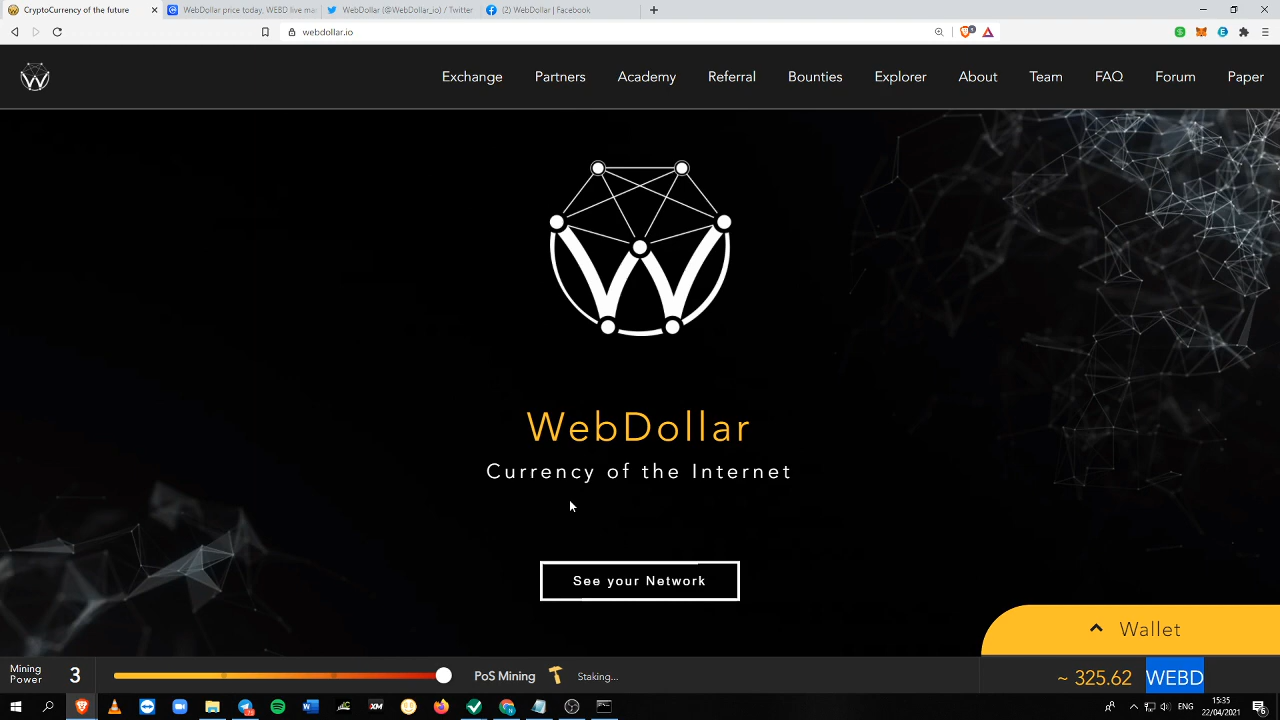 CryptoCurrency of the future
WebDollar price today, WEBD live ma
WebDollar (@WebDollar_io) / Twitter
(2) WebDollar | Facebook
webdollar.io
Exchange Partners Academy Referral Bounties Explorer About Team FAQ Forum Paper
WebDollar
Currency of the Internet
See your Network
Wallet
Mining Power 3 PoS Mining Staking... ~ 325.62 WEBD
ENG
15:35
22/04/2021